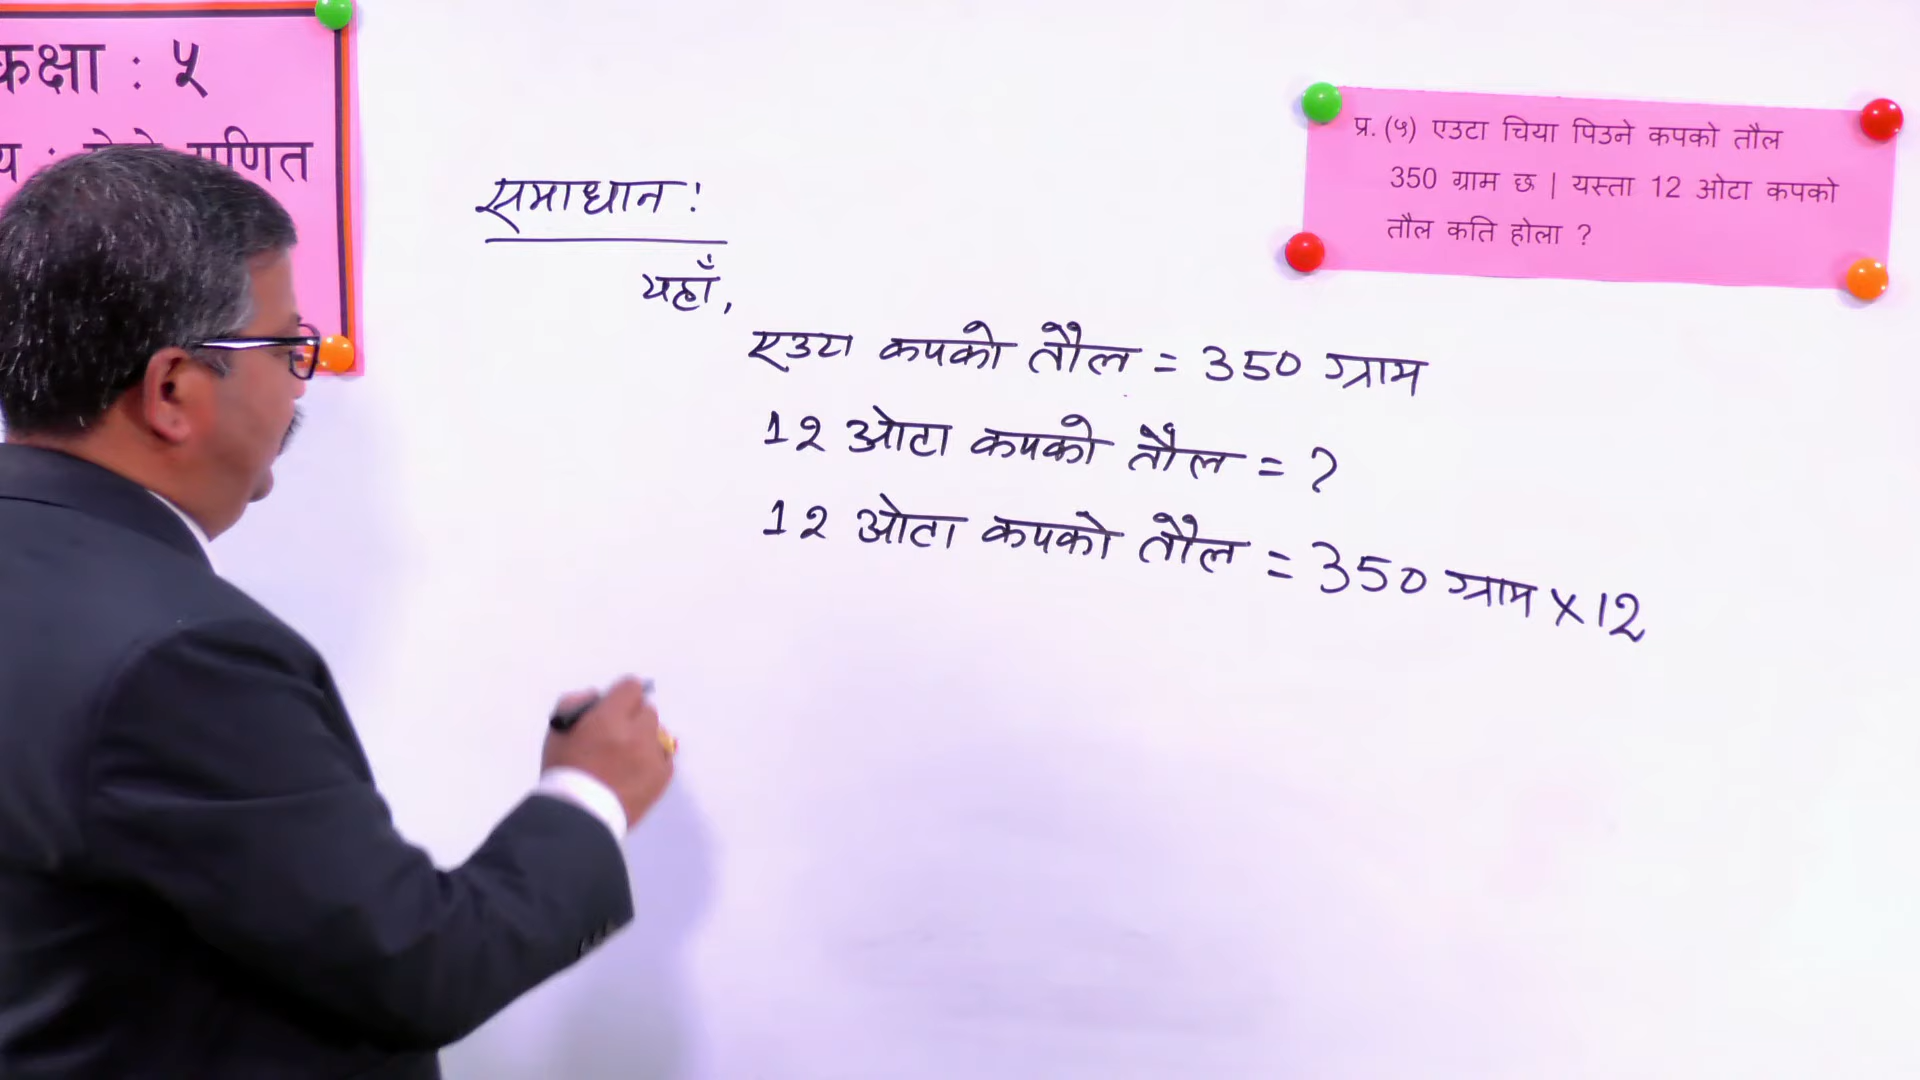 कक्षा : ५
गणित
प्र. (५) एउटा चिया पिउने कपको तौल
350 ग्राम छ | यस्ता 12 ओटा कपको
तौल कति होला ?
समाधान :
यहाँ,
एउटा कपको तौल = 350 ग्राम
12 ओटा कपको तौल = ?
12 ओटा कपको तौल = 350 ग्राम × 12